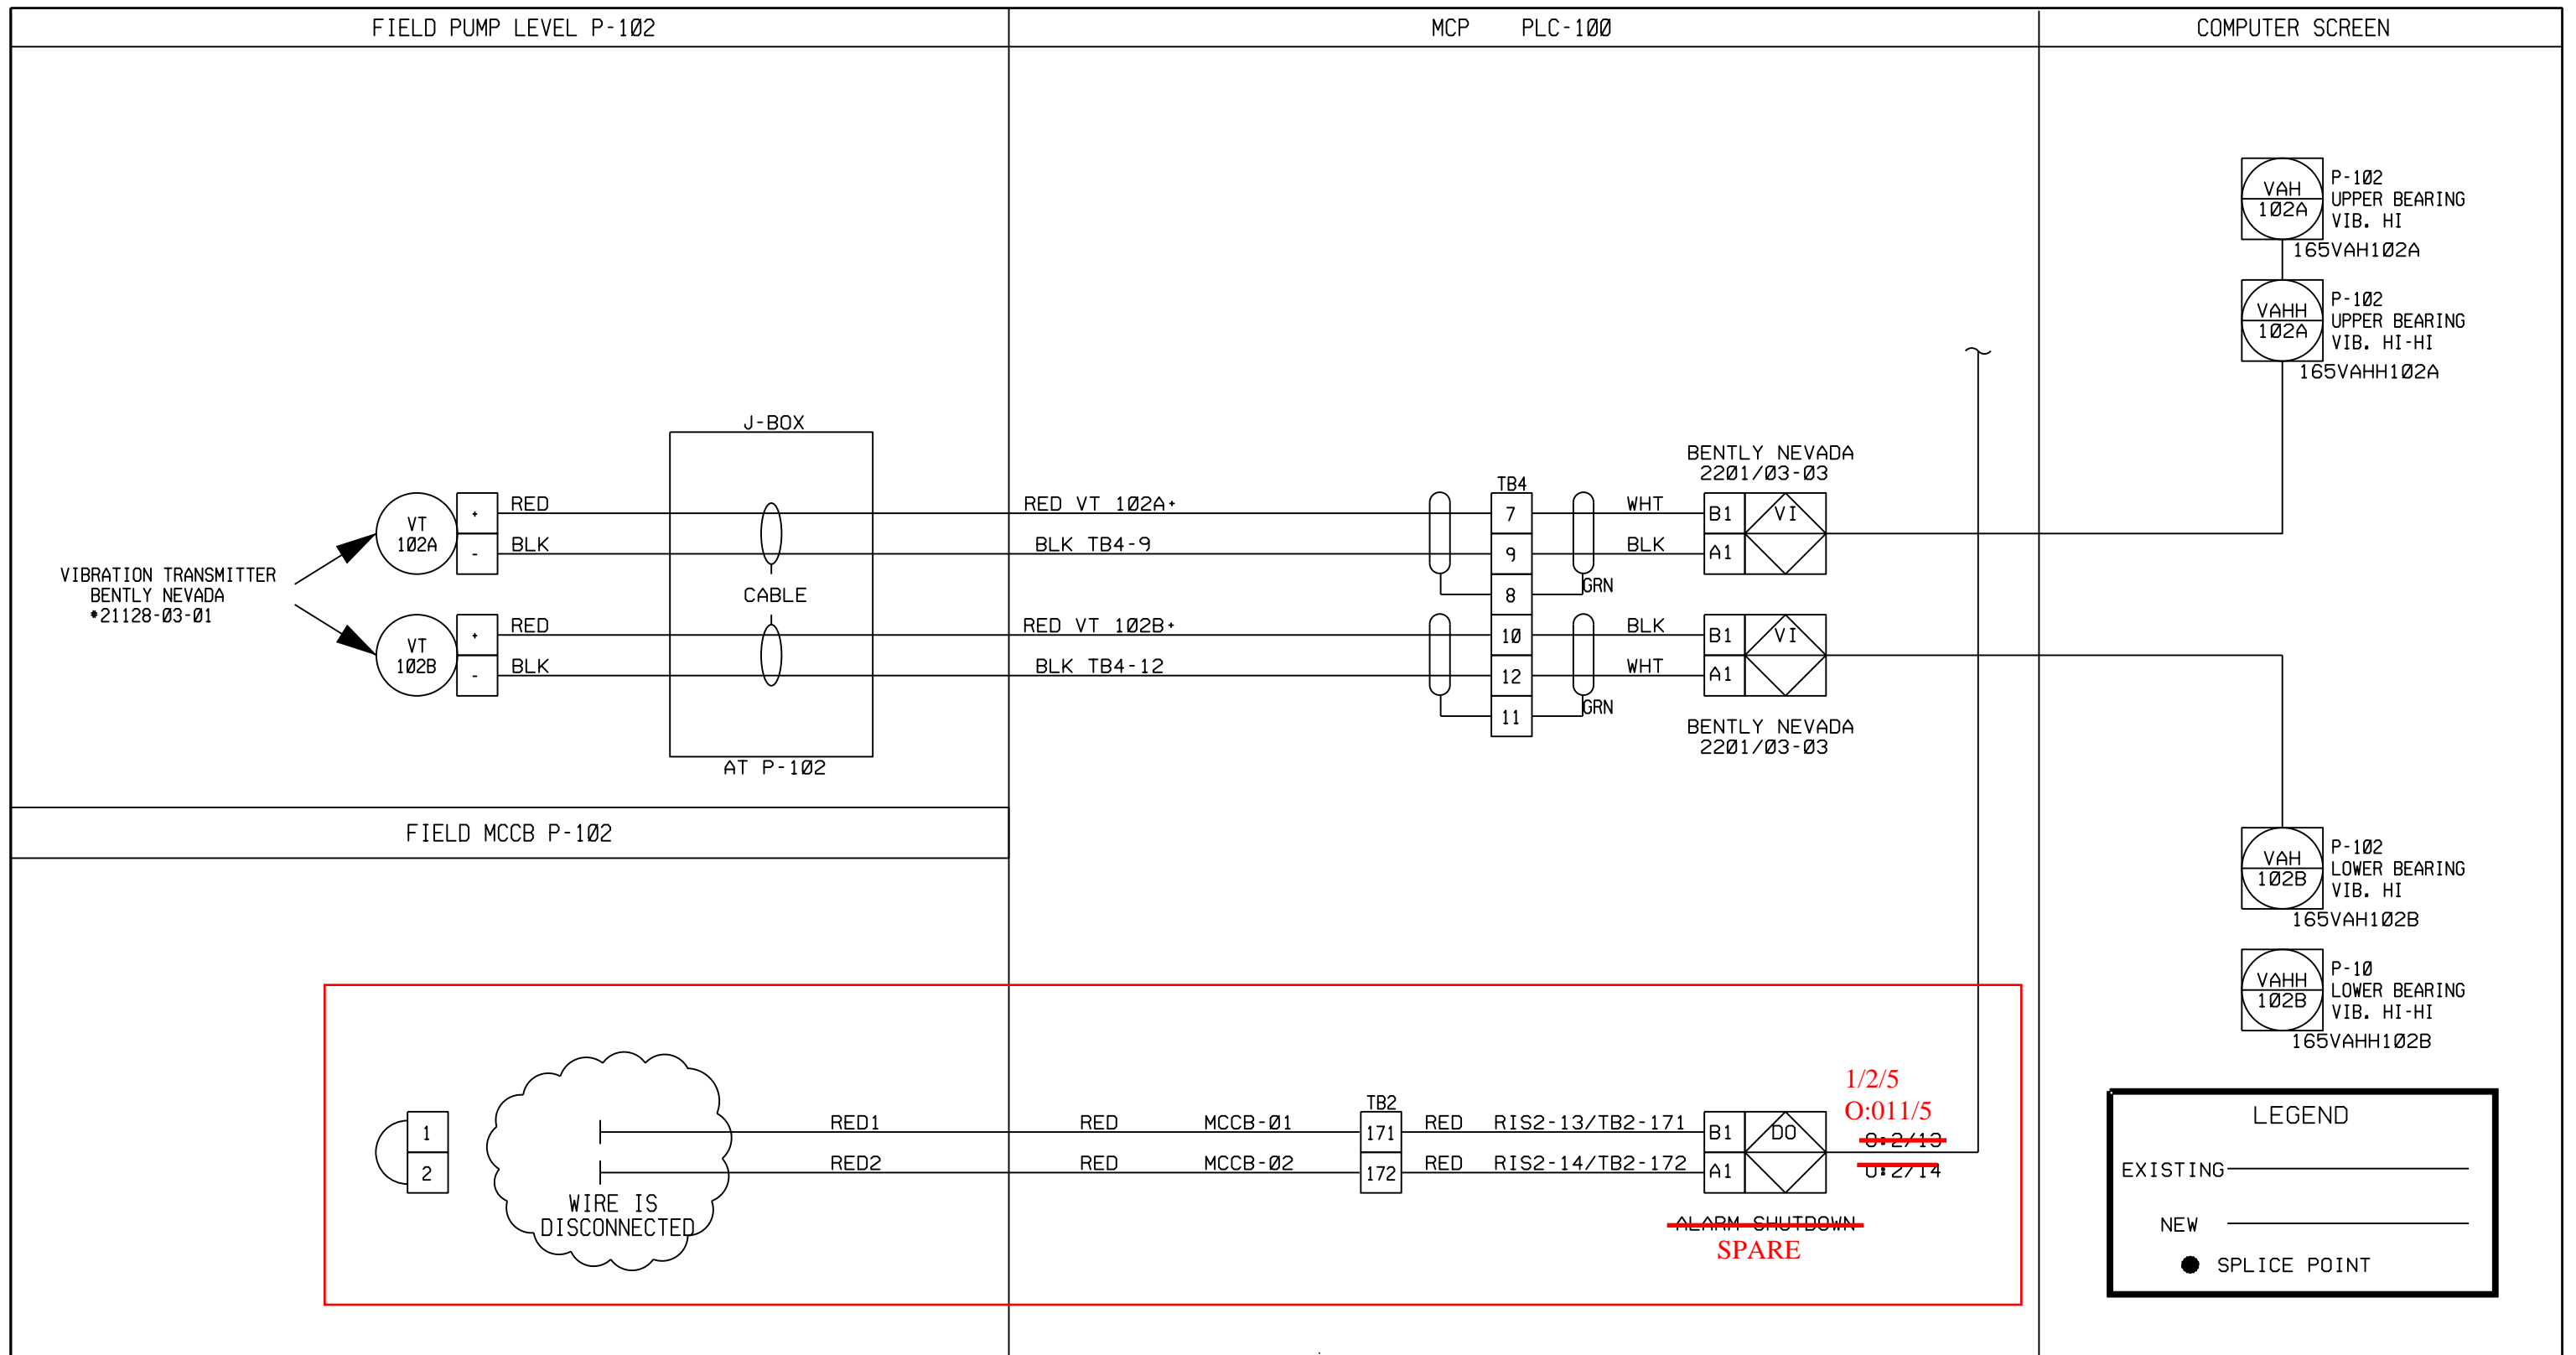 FIELD PUMP LEVEL P-102
MCP PLC-100
COMPUTER SCREEN
VAH
102A
P-102
UPPER BEARING
VIB. HI
165VAH102A
VAHH
102A
P-102
UPPER BEARING
VIB. HI-HI
165VAHH102A
J-BOX
BENTLY NEVADA
2201/03-03
TB4
VT
102A
+
-
RED
BLK
RED VT 102A+
BLK TB4-9
7
9
8
WHT
BLK
GRN
B1
A1
VI
VIBRATION TRANSMITTER
BENTLY NEVADA
*21128-03-01
CABLE
VT
102B
+
-
RED
BLK
RED VT 102B+
BLK TB4-12
10
12
11
BLK
WHT
GRN
B1
A1
VI
BENTLY NEVADA
2201/03-03
AT P-102
FIELD MCCB P-102
VAH
102B
P-102
LOWER BEARING
VIB. HI
165VAH102B
VAHH
102B
P-10
LOWER BEARING
VIB. HI-HI
165VAHH102B
1/2/5
O:011/5
TB2
1
2
RED1
RED2
RED MCCB-01
RED MCCB-02
171
172
RED RIS2-13/TB2-171
RED RIS2-14/TB2-172
B1
A1
DO
O:2/13
O:2/14
WIRE IS
DISCONNECTED
ALARM SHUTDOWN
SPARE
LEGEND
EXISTING
NEW
SPLICE POINT